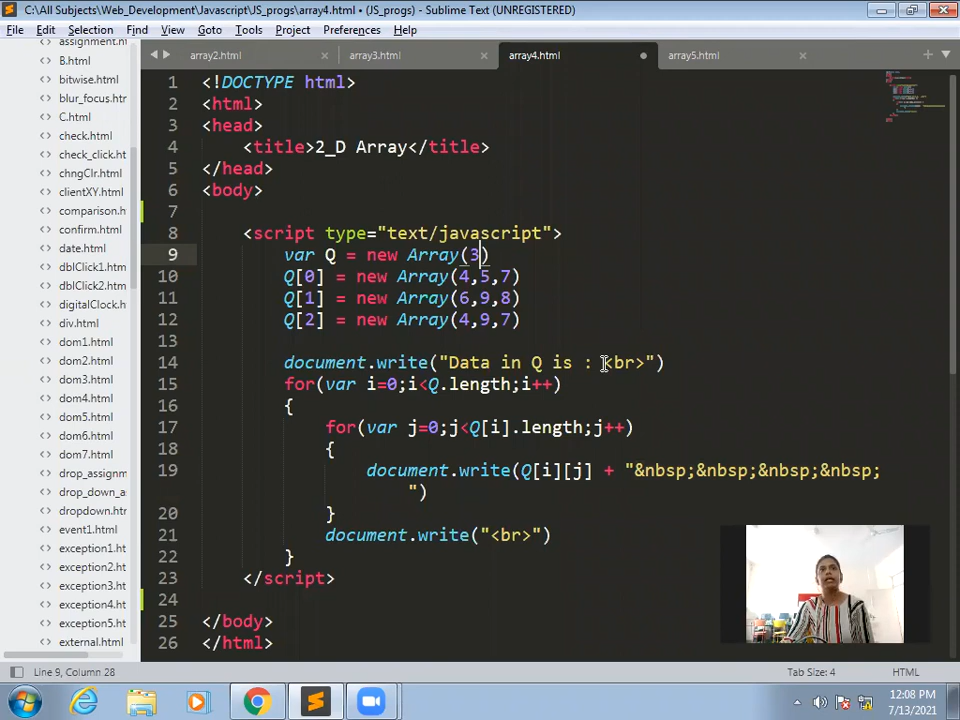 C:\All Subjects\Web_Development\Javascript\JS_progs\array4.html • (JS_progs) - Sublime Text (UNREGISTERED)
File Edit Selection Find View Goto Tools Project Preferences Help
assignment.
B.html
bitwise.html
blur_focus.htr
C.html
check.html
check_click.ht
chngClr.html
clientXY.html
comparison.h
confirm.html
date.html
dblClick1.html
dblClick2.html
digitalClock.h
div.html
dom1.html
dom2.html
dom3.html
dom4.html
dom5.html
dom6.html
dom7.html
drop_assignm
drop_down_a
dropdown.htm
event1.html
exception1.ht
exception2.ht
exception3.ht
exception4.ht
external.html
array2.html array3.html array4.html array5.html
1 <!DOCTYPE html>
2 <html>
3 <head>
4 <title>2_D Array</title>
5 </head>
6 <body>
7
8 <script type="text/javascript">
9 var Q = new Array(3)
10 Q[0] = new Array(4,5,7)
11 Q[1] = new Array(6,9,8)
12 Q[2] = new Array(4,9,7)
13
14 document.write("Data in Q is : <br>")
15 for(var i=0;i<Q.length;i++)
16 {
17 for(var j=0;j<Q[i].length;j++)
18 {
19 document.write(Q[i][j] + "&nbsp;&nbsp;&nbsp;&nbsp;
")
20 }
21 document.write("<br>")
22 }
23 </script>
24
25 </body>
26 </html>
Line 9, Column 28
Tab Size: 4 HTML
12:08 PM
7/13/2021